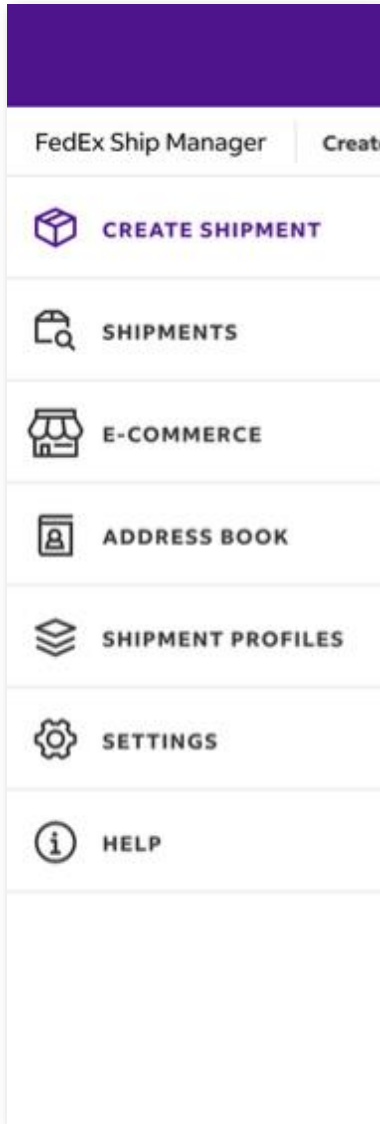 FedEx Ship Manager
CREATE SHIPMENT
SHIPMENTS
E-COMMERCE
ADDRESS BOOK
SHIPMENT PROFILES
SETTINGS
HELP